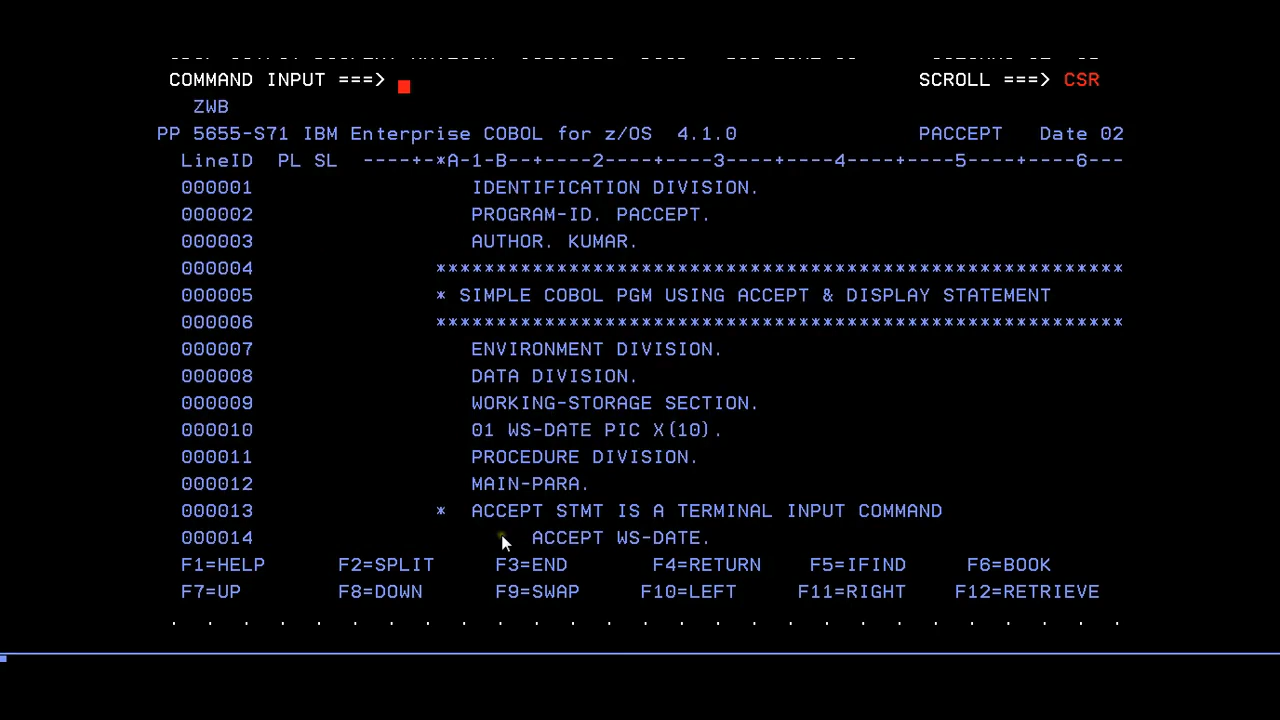 COMMAND INPUT ===> SCROLL ===> CSR
ZWB
PP 5655-S71 IBM Enterprise COBOL for z/OS 4.1.0 PACCEPT Date 02
LineID PL SL ----+-*A-1-B--+----2----+----3----+----4----+----5----+----6---
000001 IDENTIFICATION DIVISION.
000002 PROGRAM-ID. PACCEPT.
000003 AUTHOR. KUMAR.
000004 *********************************************************
000005 * SIMPLE COBOL PGM USING ACCEPT & DISPLAY STATEMENT
000006 *********************************************************
000007 ENVIRONMENT DIVISION.
000008 DATA DIVISION.
000009 WORKING-STORAGE SECTION.
000010 01 WS-DATE PIC X(10).
000011 PROCEDURE DIVISION.
000012 MAIN-PARA.
000013 * ACCEPT STMT IS A TERMINAL INPUT COMMAND
000014 ACCEPT WS-DATE.
F1=HELP F2=SPLIT F3=END F4=RETURN F5=IFIND F6=BOOK
F7=UP F8=DOWN F9=SWAP F10=LEFT F11=RIGHT F12=RETRIEVE